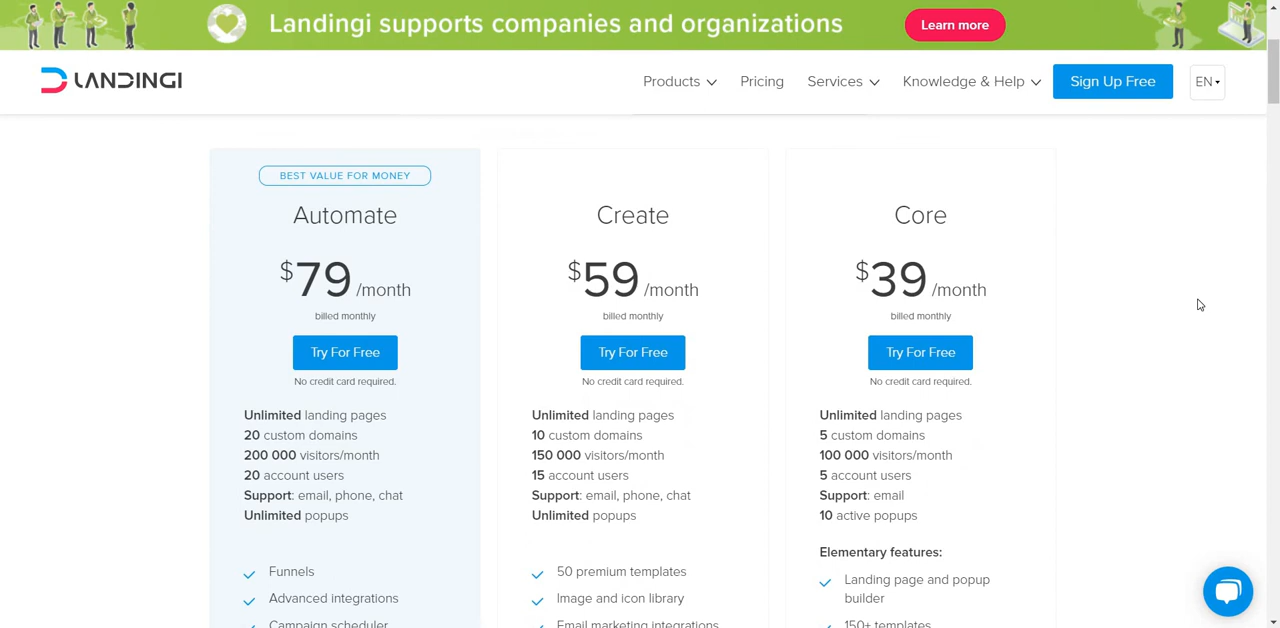 Landingi supports companies and organizations
Learn more
LANDINGI
Products
Pricing
Services
Knowledge & Help
Sign Up Free
EN
BEST VALUE FOR MONEY
Automate
$79 /month
billed monthly
Try For Free
No credit card required.
Unlimited landing pages
20 custom domains
200 000 visitors/month
20 account users
Support: email, phone, chat
Unlimited popups
Funnels
Advanced integrations
Campaign scheduler
Create
$59 /month
billed monthly
Try For Free
No credit card required.
Unlimited landing pages
10 custom domains
150 000 visitors/month
15 account users
Support: email, phone, chat
Unlimited popups
50 premium templates
Image and icon library
Email marketing integrations
Core
$39 /month
billed monthly
Try For Free
No credit card required.
Unlimited landing pages
5 custom domains
100 000 visitors/month
5 account users
Support: email
10 active popups
Elementary features:
Landing page and popup
builder
150+ templates